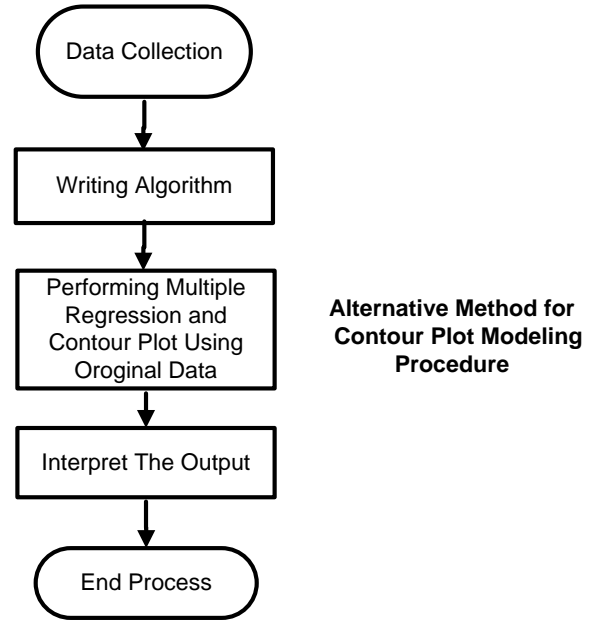 Data Collection
Writing Algorithm
Performing Multiple
Regression and
Contour Plot Using
Oroginal Data
Alternative Method for
Contour Plot Modeling
Procedure
Interpret The Output
End Process